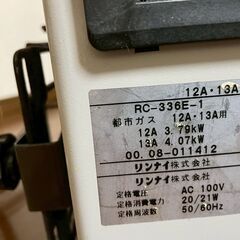 12A・13A
RC-336E-1
都市ガス 12A・13A用
12A 3.79kW
13A 4.07kW
00.08-011412
リンナイ株式会社
リンナイ株式会社
定格電圧 AC 100V
定格消費電力 20/21W
定格周波数 50/60Hz